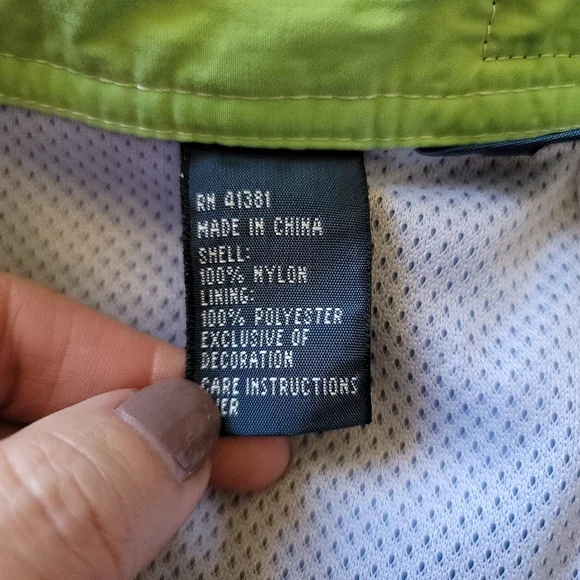 RN 41381
MADE IN CHINA
SHELL:
100% NYLON
LINING:
100% POLYESTER
EXCLUSIVE OF
DECORATION
CARE INSTRUCTIONS